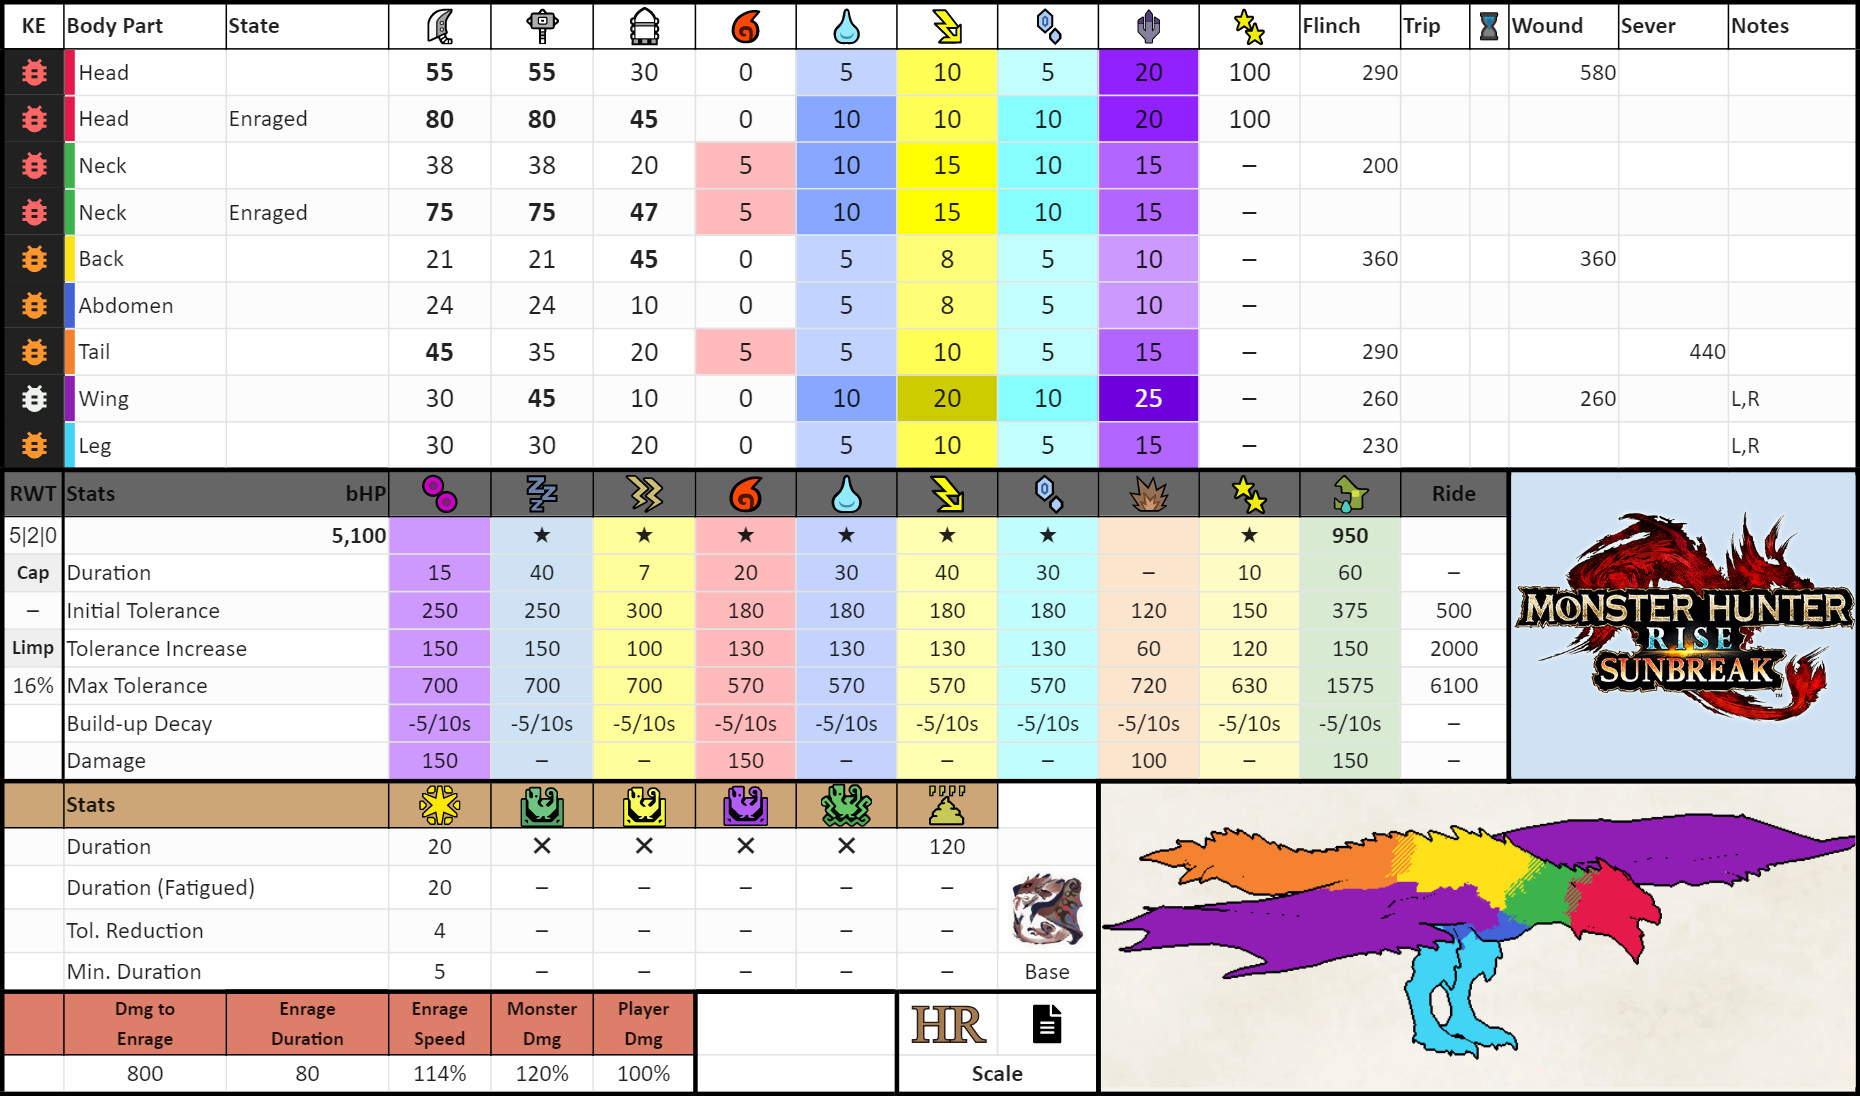 KE Body Part State Flinch Trip Wound Sever Notes
Head 55 55 30 0 5 10 5 20 100 290 580
Head Enraged 80 80 45 0 10 10 10 20 100
Neck 38 38 20 5 10 15 10 15 – 200
Neck Enraged 75 75 47 5 10 15 10 15 –
Back 21 21 45 0 5 8 5 10 – 360 360
Abdomen 24 24 10 0 5 8 5 10 –
Tail 45 35 20 5 5 10 5 15 – 290 440
Wing 30 45 10 0 10 20 10 25 – 260 260 L,R
Leg 30 30 20 0 5 10 5 15 – 230 L,R
RWT Stats bHP Ride
5|2|0 5,100 ★ ★ ★ ★ ★ ★ ★ 950
Cap Duration 15 40 7 20 30 40 30 – 10 60 –
– Initial Tolerance 250 250 300 180 180 180 180 120 150 375 500
Limp Tolerance Increase 150 150 100 130 130 130 130 60 120 150 2000
16% Max Tolerance 700 700 700 570 570 570 570 720 630 1575 6100
Build-up Decay -5/10s -5/10s -5/10s -5/10s -5/10s -5/10s -5/10s -5/10s -5/10s -5/10s –
Damage 150 – – 150 – – – 100 – 150 –
MONSTER HUNTER
RISE
SUNBREAK
™
Stats
Duration 20 ✕ ✕ ✕ ✕ 120
Duration (Fatigued) 20 – – – – –
Tol. Reduction 4 – – – – –
Min. Duration 5 – – – – – Base
Dmg to Enrage Enrage Duration Enrage Speed Monster Dmg Player Dmg HR
800 80 114% 120% 100% Scale